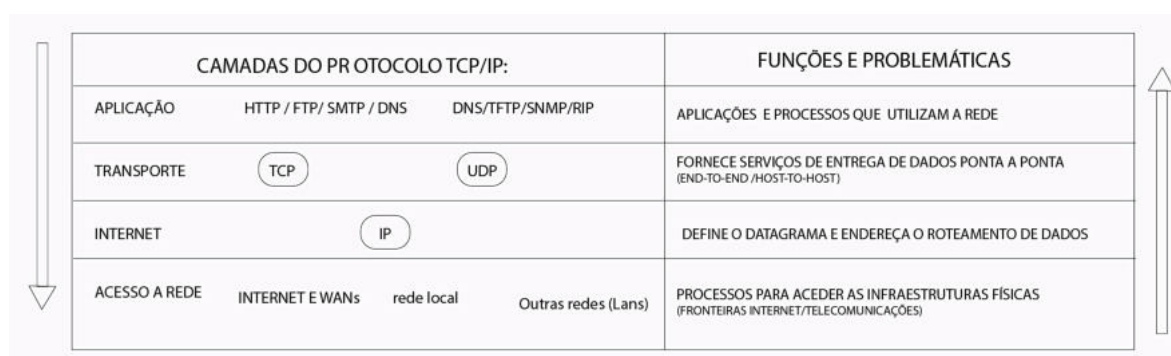 CAMADAS DO PR OTOCOLO TCP/IP:
FUNÇÕES E PROBLEMÁTICAS
APLICAÇÃO HTTP / FTP/ SMTP / DNS DNS/TFTP/SNMP/RIP
APLICAÇÕES E PROCESSOS QUE UTILIZAM A REDE
TRANSPORTE TCP UDP
FORNECE SERVIÇOS DE ENTREGA DE DADOS PONTA A PONTA
(END-TO-END /HOST-TO-HOST)
INTERNET IP
DEFINE O DATAGRAMA E ENDEREÇA O ROTEAMENTO DE DADOS
ACESSO A REDE INTERNET E WANs rede local Outras redes (Lans)
PROCESSOS PARA ACEDER AS INFRAESTRUTURAS FÍSICAS
(FRONTEIRAS INTERNET/TELECOMUNICAÇÕES)